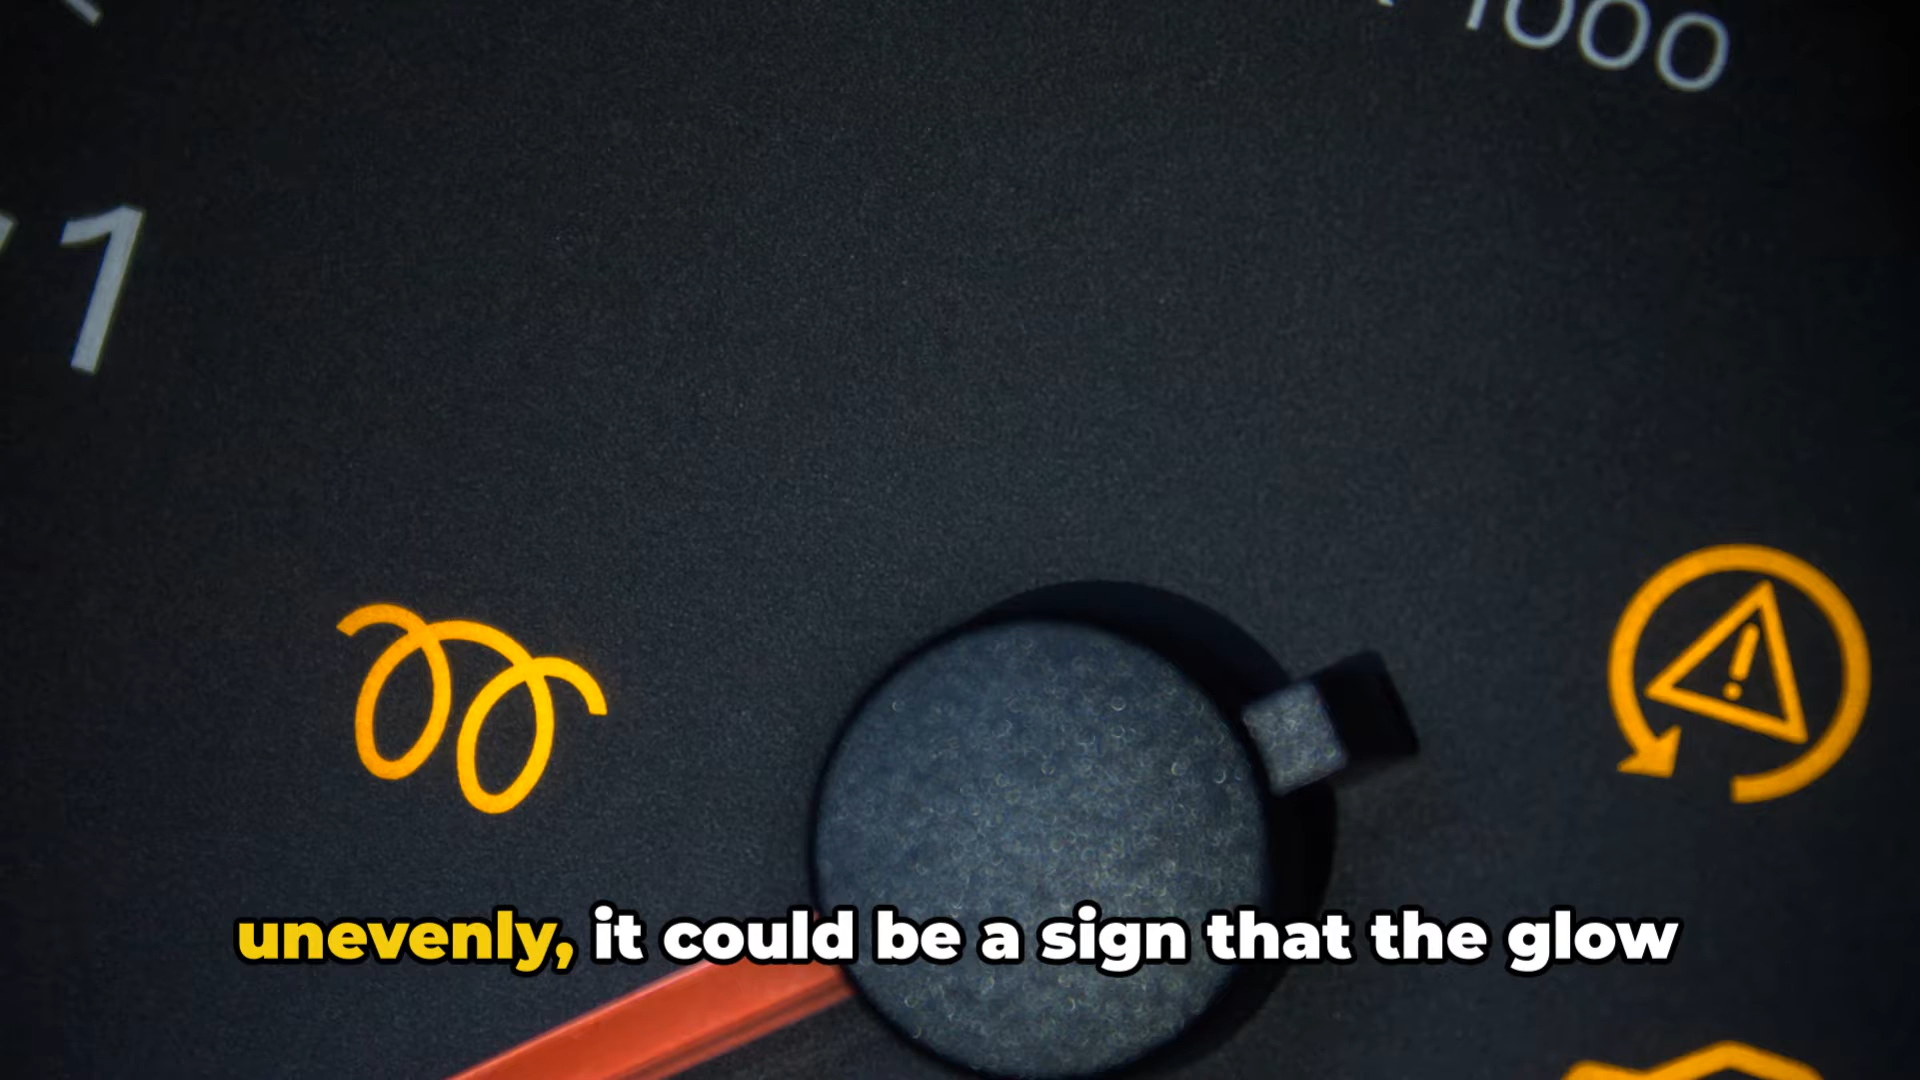 1000
1
unevenly, it could be a sign that the glow